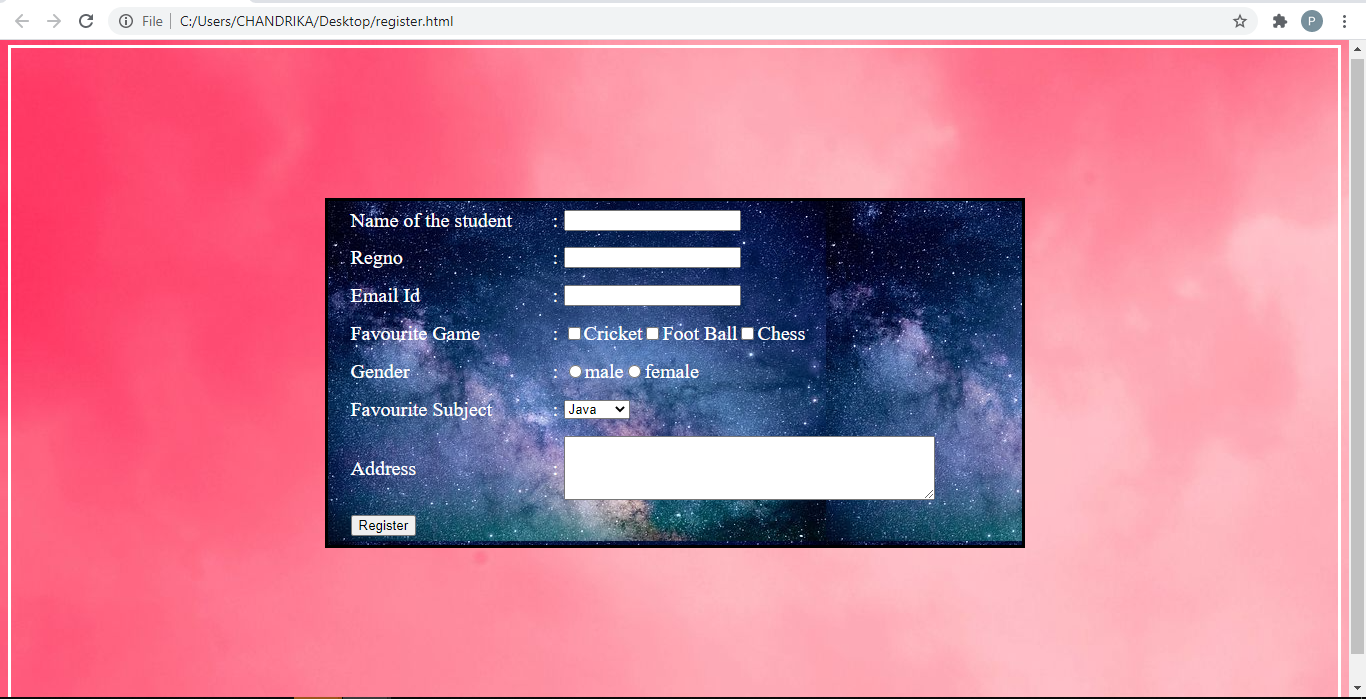 File C:/Users/CHANDRIKA/Desktop/register.html P
Name of the student :
Regno :
Email Id :
Favourite Game : Cricket Foot Ball Chess
Gender : male female
Favourite Subject : Java
Address :
Register